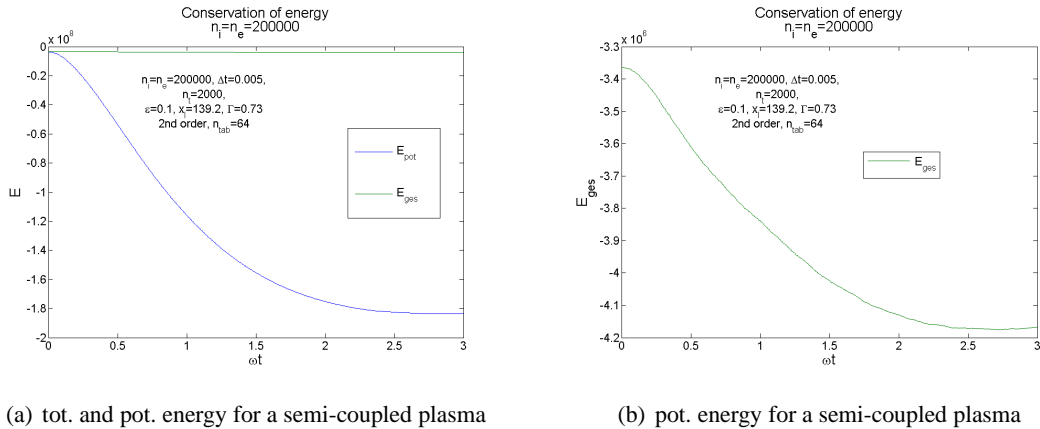 Conservation of energy
n_i=n_e=200000
x 10^8
0
-0.2
-0.4
-0.6
-0.8
-1
-1.2
-1.4
-1.6
-1.8
-2
E
n_i=n_e=200000, Δt=0.005,
n_t=2000,
ε=0.1, x_l=139.2, Γ=0.73
2nd order, n_tab=64
E_pot
E_ges
0 0.5 1 1.5 2 2.5 3
ωt
(a) tot. and pot. energy for a semi-coupled plasma
Conservation of energy
n_i=n_e=200000
x 10^6
-3.3
-3.4
-3.5
-3.6
-3.7
-3.8
-3.9
-4
-4.1
-4.2
E_ges
n_i=n_e=200000, Δt=0.005,
n_t=2000,
ε=0.1, x_l=139.2, Γ=0.73
2nd order, n_tab=64
E_ges
0 0.5 1 1.5 2 2.5 3
ωt
(b) pot. energy for a semi-coupled plasma